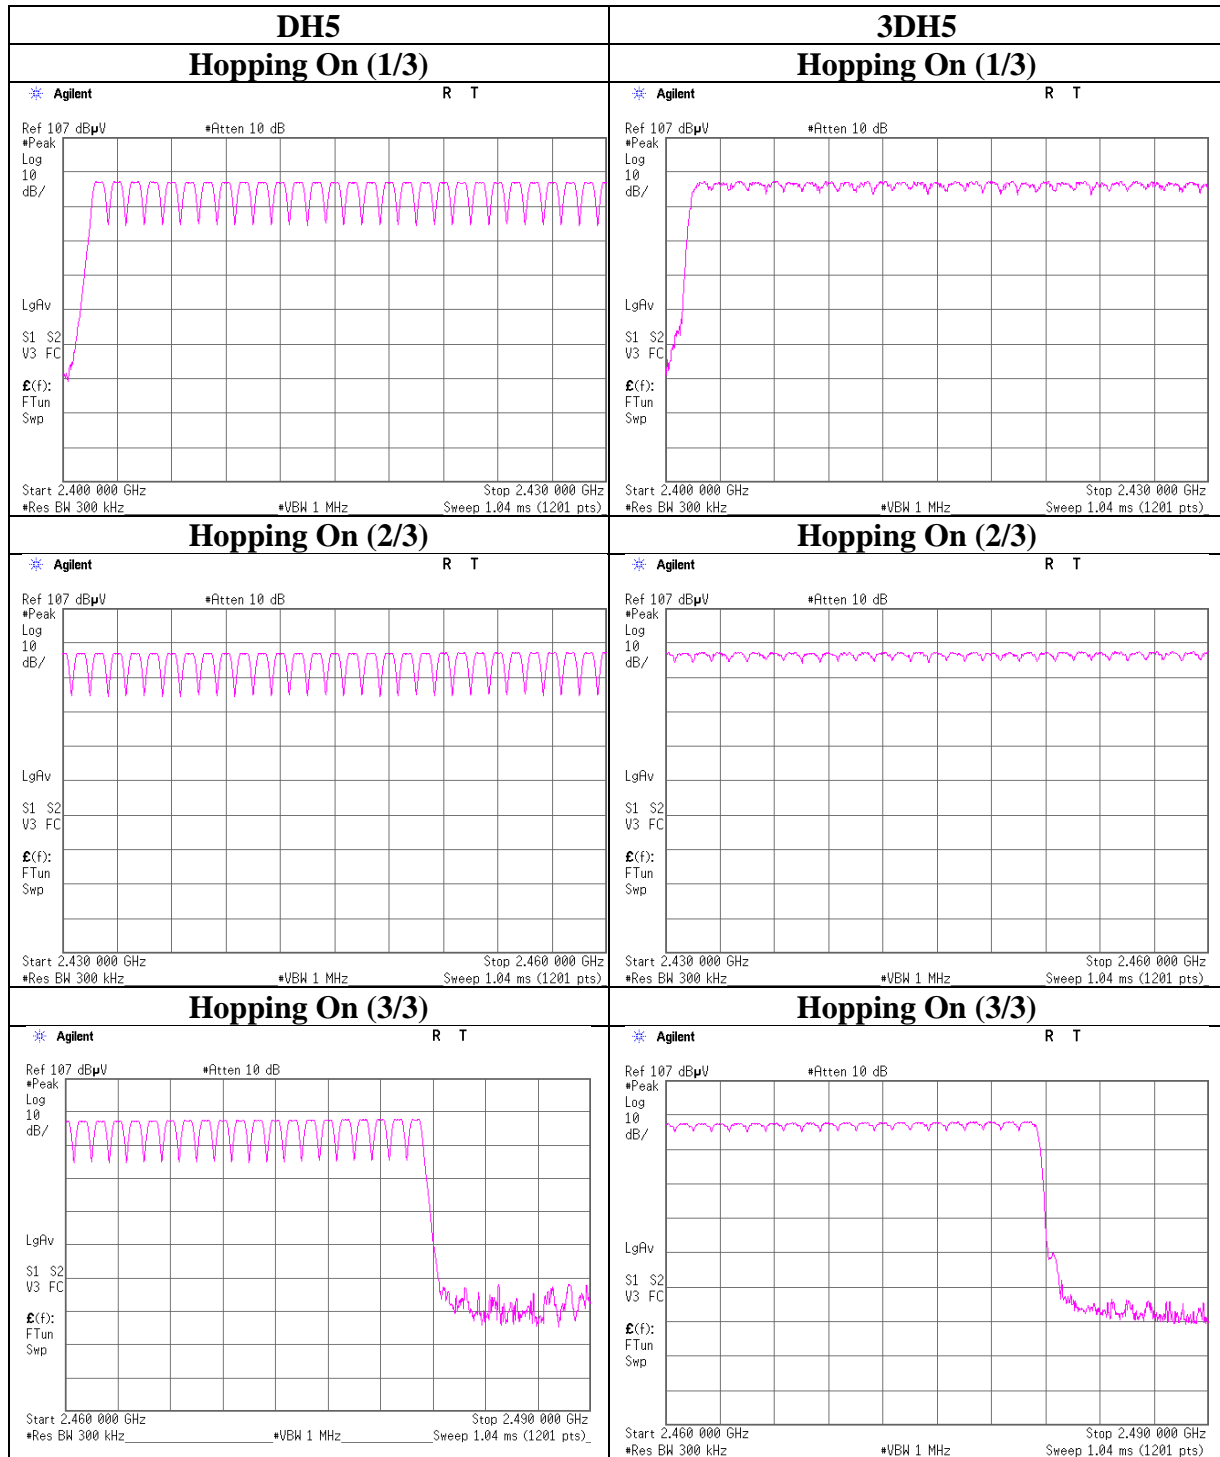 DH5 3DH5
Hopping On (1/3) Hopping On (1/3)
Agilent R T
Ref 107 dBµV #Atten 10 dB
#Peak
Log
10
dB/
LgAv
S1 S2
V3 FC
£(f):
FTun
Swp
Start 2.400 000 GHz Stop 2.430 000 GHz
#Res BW 300 kHz #VBW 1 MHz Sweep 1.04 ms (1201 pts)
Agilent R T
Ref 107 dBµV #Atten 10 dB
#Peak
Log
10
dB/
LgAv
S1 S2
V3 FC
£(f):
FTun
Swp
Start 2.400 000 GHz Stop 2.430 000 GHz
#Res BW 300 kHz #VBW 1 MHz Sweep 1.04 ms (1201 pts)
Hopping On (2/3) Hopping On (2/3)
Agilent R T
Ref 107 dBµV #Atten 10 dB
#Peak
Log
10
dB/
LgAv
S1 S2
V3 FC
£(f):
FTun
Swp
Start 2.430 000 GHz Stop 2.460 000 GHz
#Res BW 300 kHz #VBW 1 MHz Sweep 1.04 ms (1201 pts)
Agilent R T
Ref 107 dBµV #Atten 10 dB
#Peak
Log
10
dB/
LgAv
S1 S2
V3 FC
£(f):
FTun
Swp
Start 2.430 000 GHz Stop 2.460 000 GHz
#Res BW 300 kHz #VBW 1 MHz Sweep 1.04 ms (1201 pts)
Hopping On (3/3) Hopping On (3/3)
Agilent R T
Ref 107 dBµV #Atten 10 dB
#Peak
Log
10
dB/
LgAv
S1 S2
V3 FC
£(f):
FTun
Swp
Start 2.460 000 GHz Stop 2.490 000 GHz
#Res BW 300 kHz #VBW 1 MHz Sweep 1.04 ms (1201 pts)
Agilent R T
Ref 107 dBµV #Atten 10 dB
#Peak
Log
10
dB/
LgAv
S1 S2
V3 FC
£(f):
FTun
Swp
Start 2.460 000 GHz Stop 2.490 000 GHz
#Res BW 300 kHz #VBW 1 MHz Sweep 1.04 ms (1201 pts)